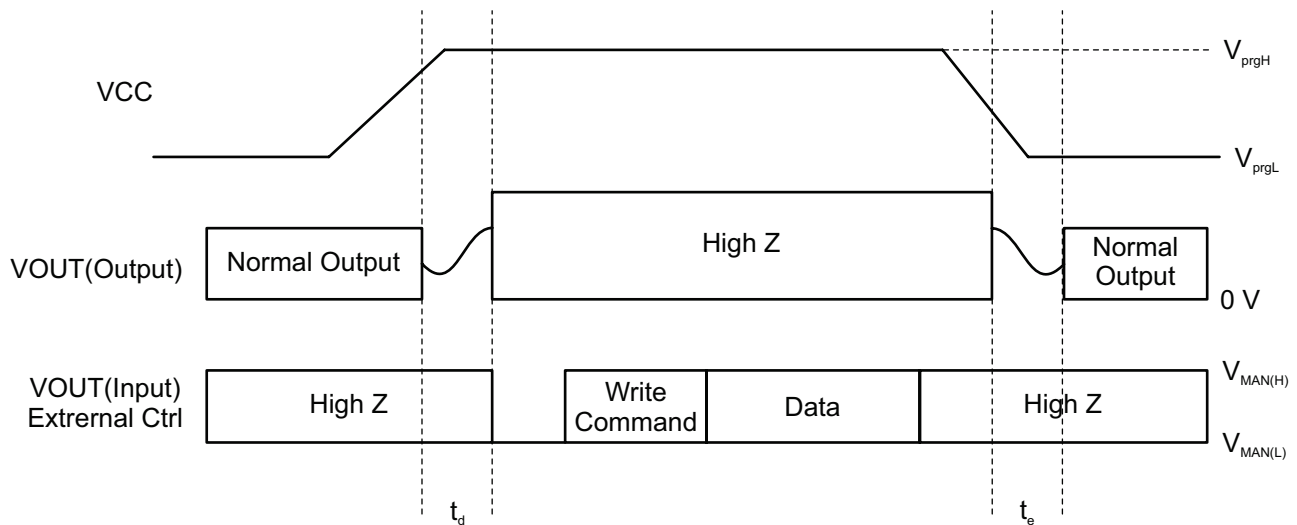 VCC
V_prgH
V_prgL
VOUT(Output)
Normal Output
High Z
Normal
Output
0 V
VOUT(Input)
Extrernal Ctrl
High Z
Write
Command
Data
High Z
V_MAN(H)
V_MAN(L)
t_d
t_e